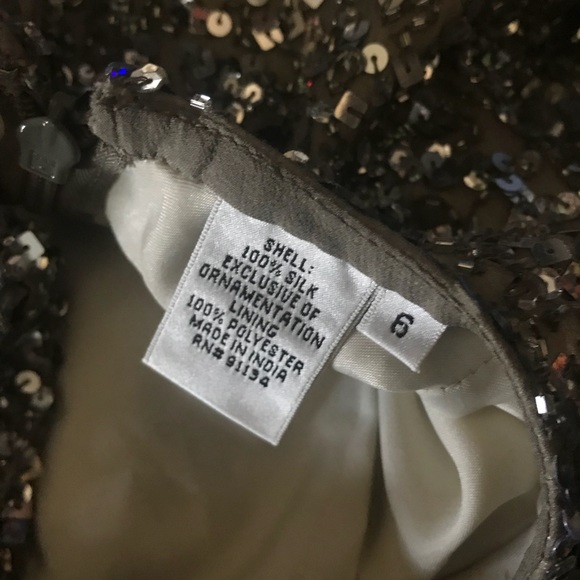 SHELL:
100% SILK
EXCLUSIVE OF
ORNAMENTATION
LINING
100% POLYESTER
MADE IN INDIA
RN# 91134
6